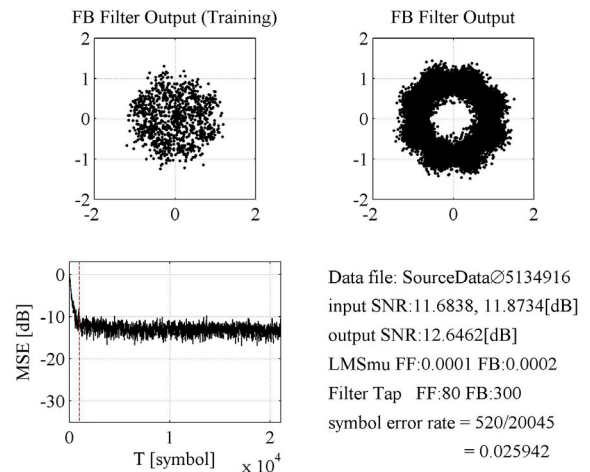 FB Filter Output (Training)
2
1
0
-1
-2
-2
0
2
FB Filter Output
2
1
0
-1
-2
-2
0
2
MSE [dB]
0
-10
-20
-30
0
1
2
T [symbol]
x 10^4
Data file: SourceData∅5134916
input SNR:11.6838, 11.8734[dB]
output SNR:12.6462[dB]
LMSmu FF:0.0001 FB:0.0002
Filter Tap FF:80 FB:300
symbol error rate = 520/20045
= 0.025942